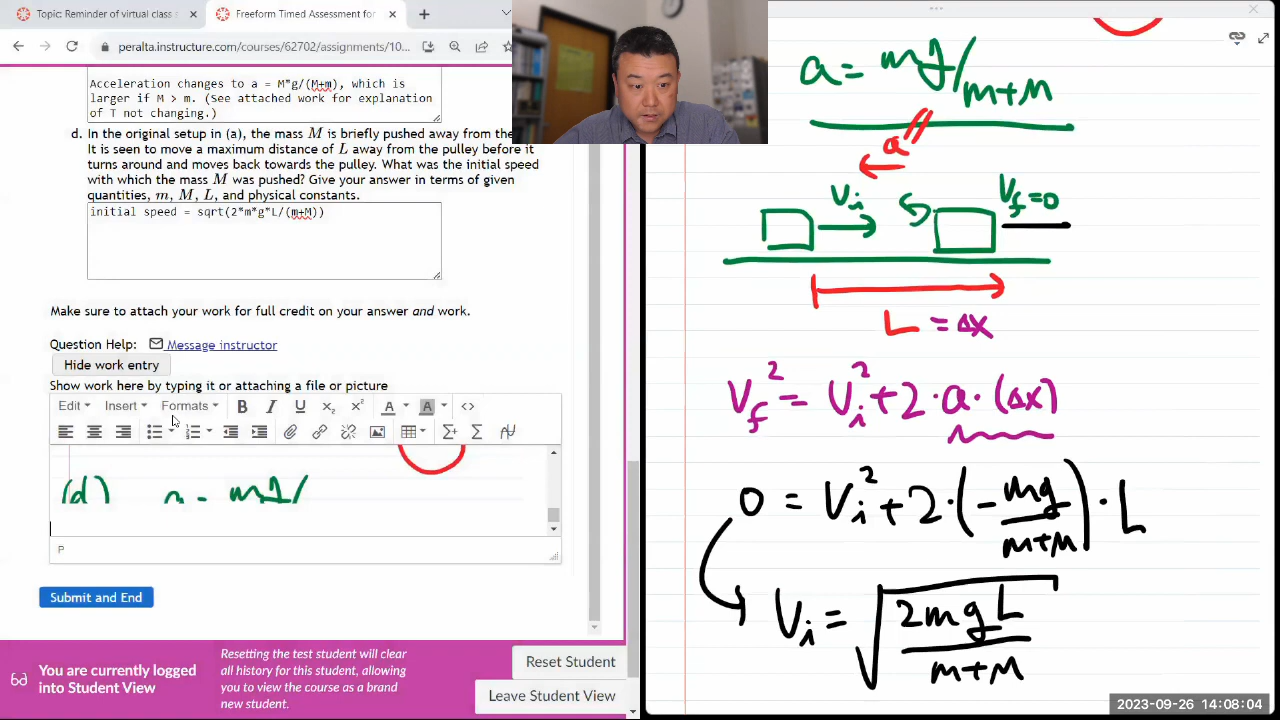 Topic: Reminder of virtual class
Freeform Timed Assessment for
peralta.instructure.com/courses/62702/assignments/10...
Acceleration changes to a = M*g/(M+m), which is
larger if M > m. (See attached work for explanation
of T not changing.)
d. In the original setup in (a), the mass M is briefly pushed away from the
It is seen to move a maximum distance of L away from the pulley before it
turns around and moves back towards the pulley. What was the initial speed
with which the mass M was pushed? Give your answer in terms of given
quantities, m, M, L, and physical constants.
initial speed = sqrt(2*m*g*L/(m+M))
Make sure to attach your work for full credit on your answer and work.
Question Help: Message instructor
Hide work entry
Show work here by typing it or attaching a file or picture
Edit Insert Formats B I U X₂ X² A A <>
(d) a = mg/
P
Submit and End
You are currently logged
into Student View
Resetting the test student will clear
all history for this student, allowing
you to view the course as a brand
new student.
Reset Student
Leave Student View
a = mg/m+M
a
Vi
Vf=0
L = Δx
Vf² = Vi² + 2 · a · (Δx)
0 = Vi² + 2 · (- mg/m+M) · L
Vi = √2mgL/m+M
2023-09-26 14:08:04